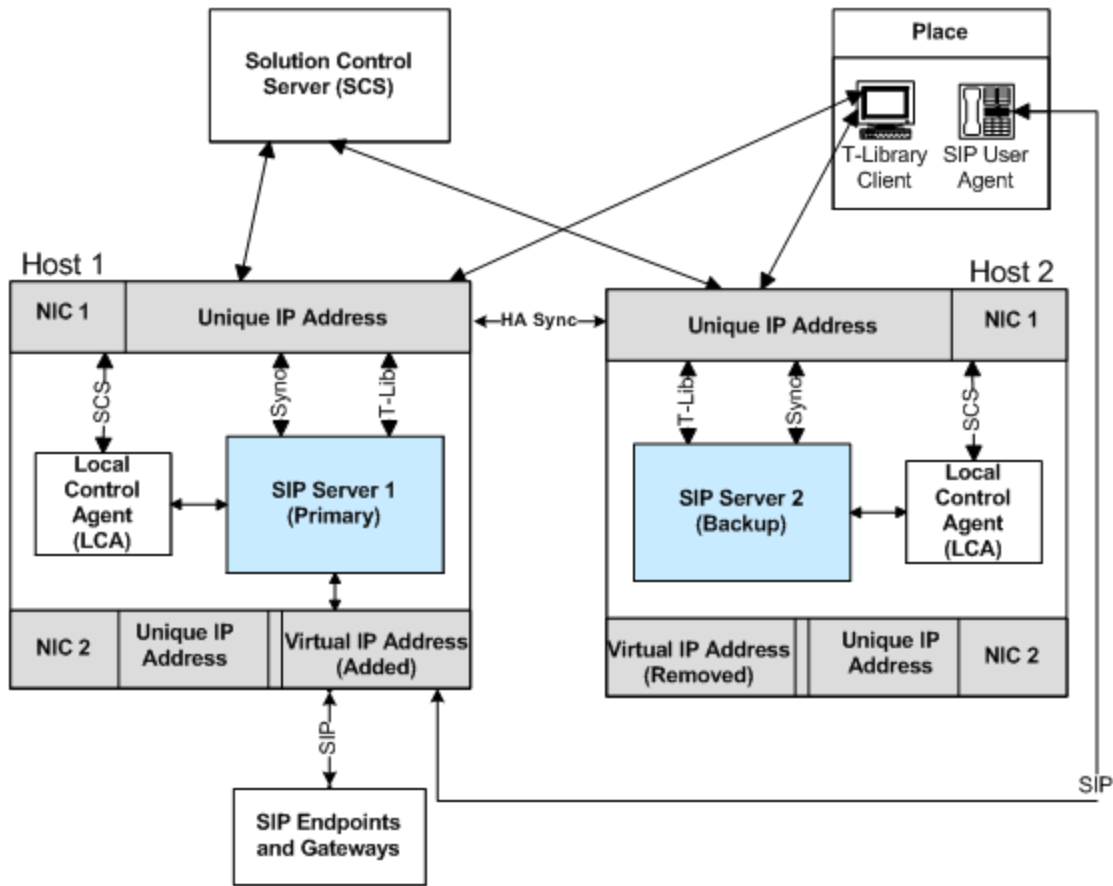 Solution Control
Server (SCS)
Place
T-Library
Client
SIP User
Agent
Host 1
NIC 1
Unique IP Address
HA Sync
Host 2
Unique IP Address
NIC 1
SCS
Sync
T-Lib
Local
Control
Agent
(LCA)
SIP Server 1
(Primary)
T-Lib
Sync
SCS
SIP Server 2
(Backup)
Local
Control
Agent
(LCA)
NIC 2
Unique IP
Address
Virtual IP Address
(Added)
Virtual IP Address
(Removed)
Unique IP
Address
NIC 2
SIP
SIP
SIP Endpoints
and Gateways